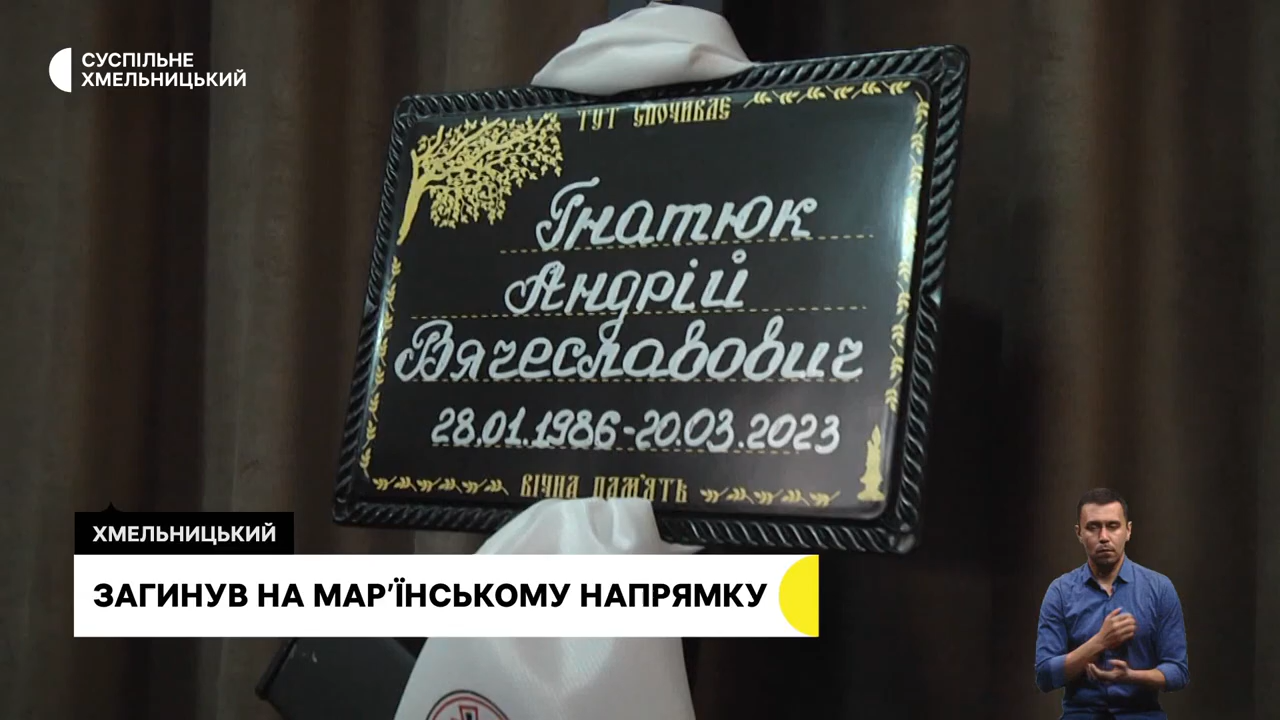 СУСПІЛЬНЕ
ХМЕЛЬНИЦЬКИЙ
ТУТ СПОЧИВАЄ
Гнатюк
Андрій
Вячеславович
28.01.1986-20.03.2023
ВІЧНА ПАМ'ЯТЬ
ХМЕЛЬНИЦЬКИЙ
ЗАГИНУВ НА МАР’ЇНСЬКОМУ НАПРЯМКУ